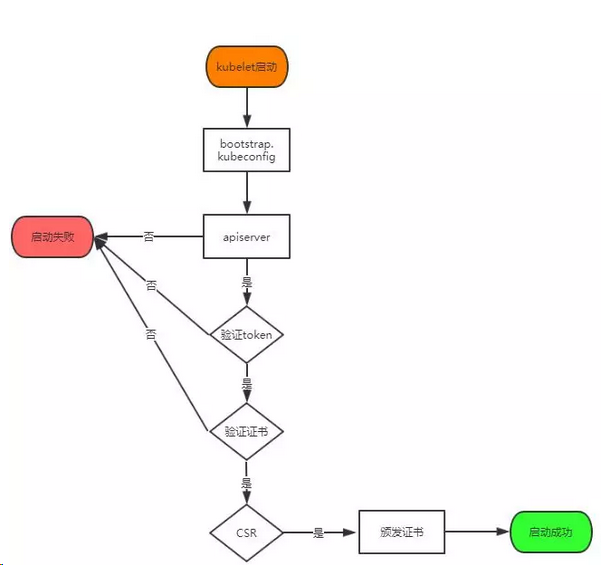 kubelet启动
bootstrap.
kubeconfig
启动失败
否
apiserver
是
否
验证token
否
是
验证证书
是
CSR
是
颁发证书
启动成功